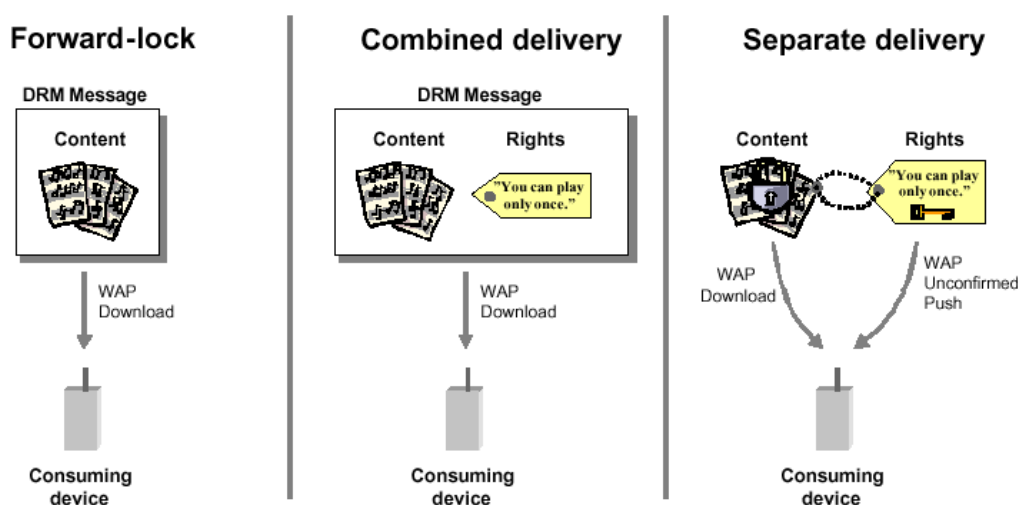 Forward-lock
DRM Message
Content
WAP
Download
Consuming
device
Combined delivery
DRM Message
Content
Rights
"You can play
only once."
WAP
Download
Consuming
device
Separate delivery
Content
Rights
"You can play
only once."
WAP
Download
WAP
Unconfirmed
Push
Consuming
device